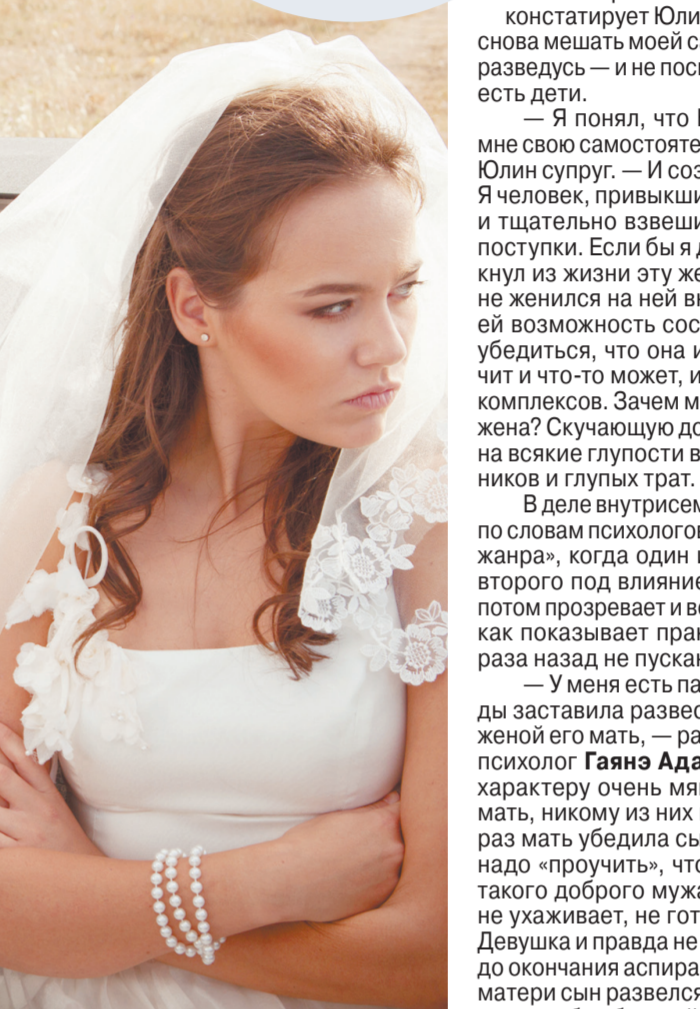 констатирует Юли
снова мешать моей с
разведусь — и не пос
есть дети.
— Я понял, что
мне свою самостояте
Юлин супруг. — И соз
Я человек, привыкши
и тщательно взвеши
поступки. Если бы я д
кнул из жизни эту же
не женился на ней в
ей возможность сос
убедиться, что она и
чит и что-то может, и
комплексов. Зачем м
жена? Скучающую до
на всякие глупости в
ников и глупых трат.
В деле внутрисем
по словам психолого
жанра», когда один
второго под влияние
потом прозревает и в
как показывает прак
раза назад не пускан
— У меня есть па
ды заставила развес
женой его мать, — ра
психолог Гаянэ Ада
характеру очень мя
мать, никому из них
раз мать убедила сы
надо «проучить», что
такого доброго мужа
не ухаживает, не гот
Девушка и правда не
до окончания аспира
матери сын развелся